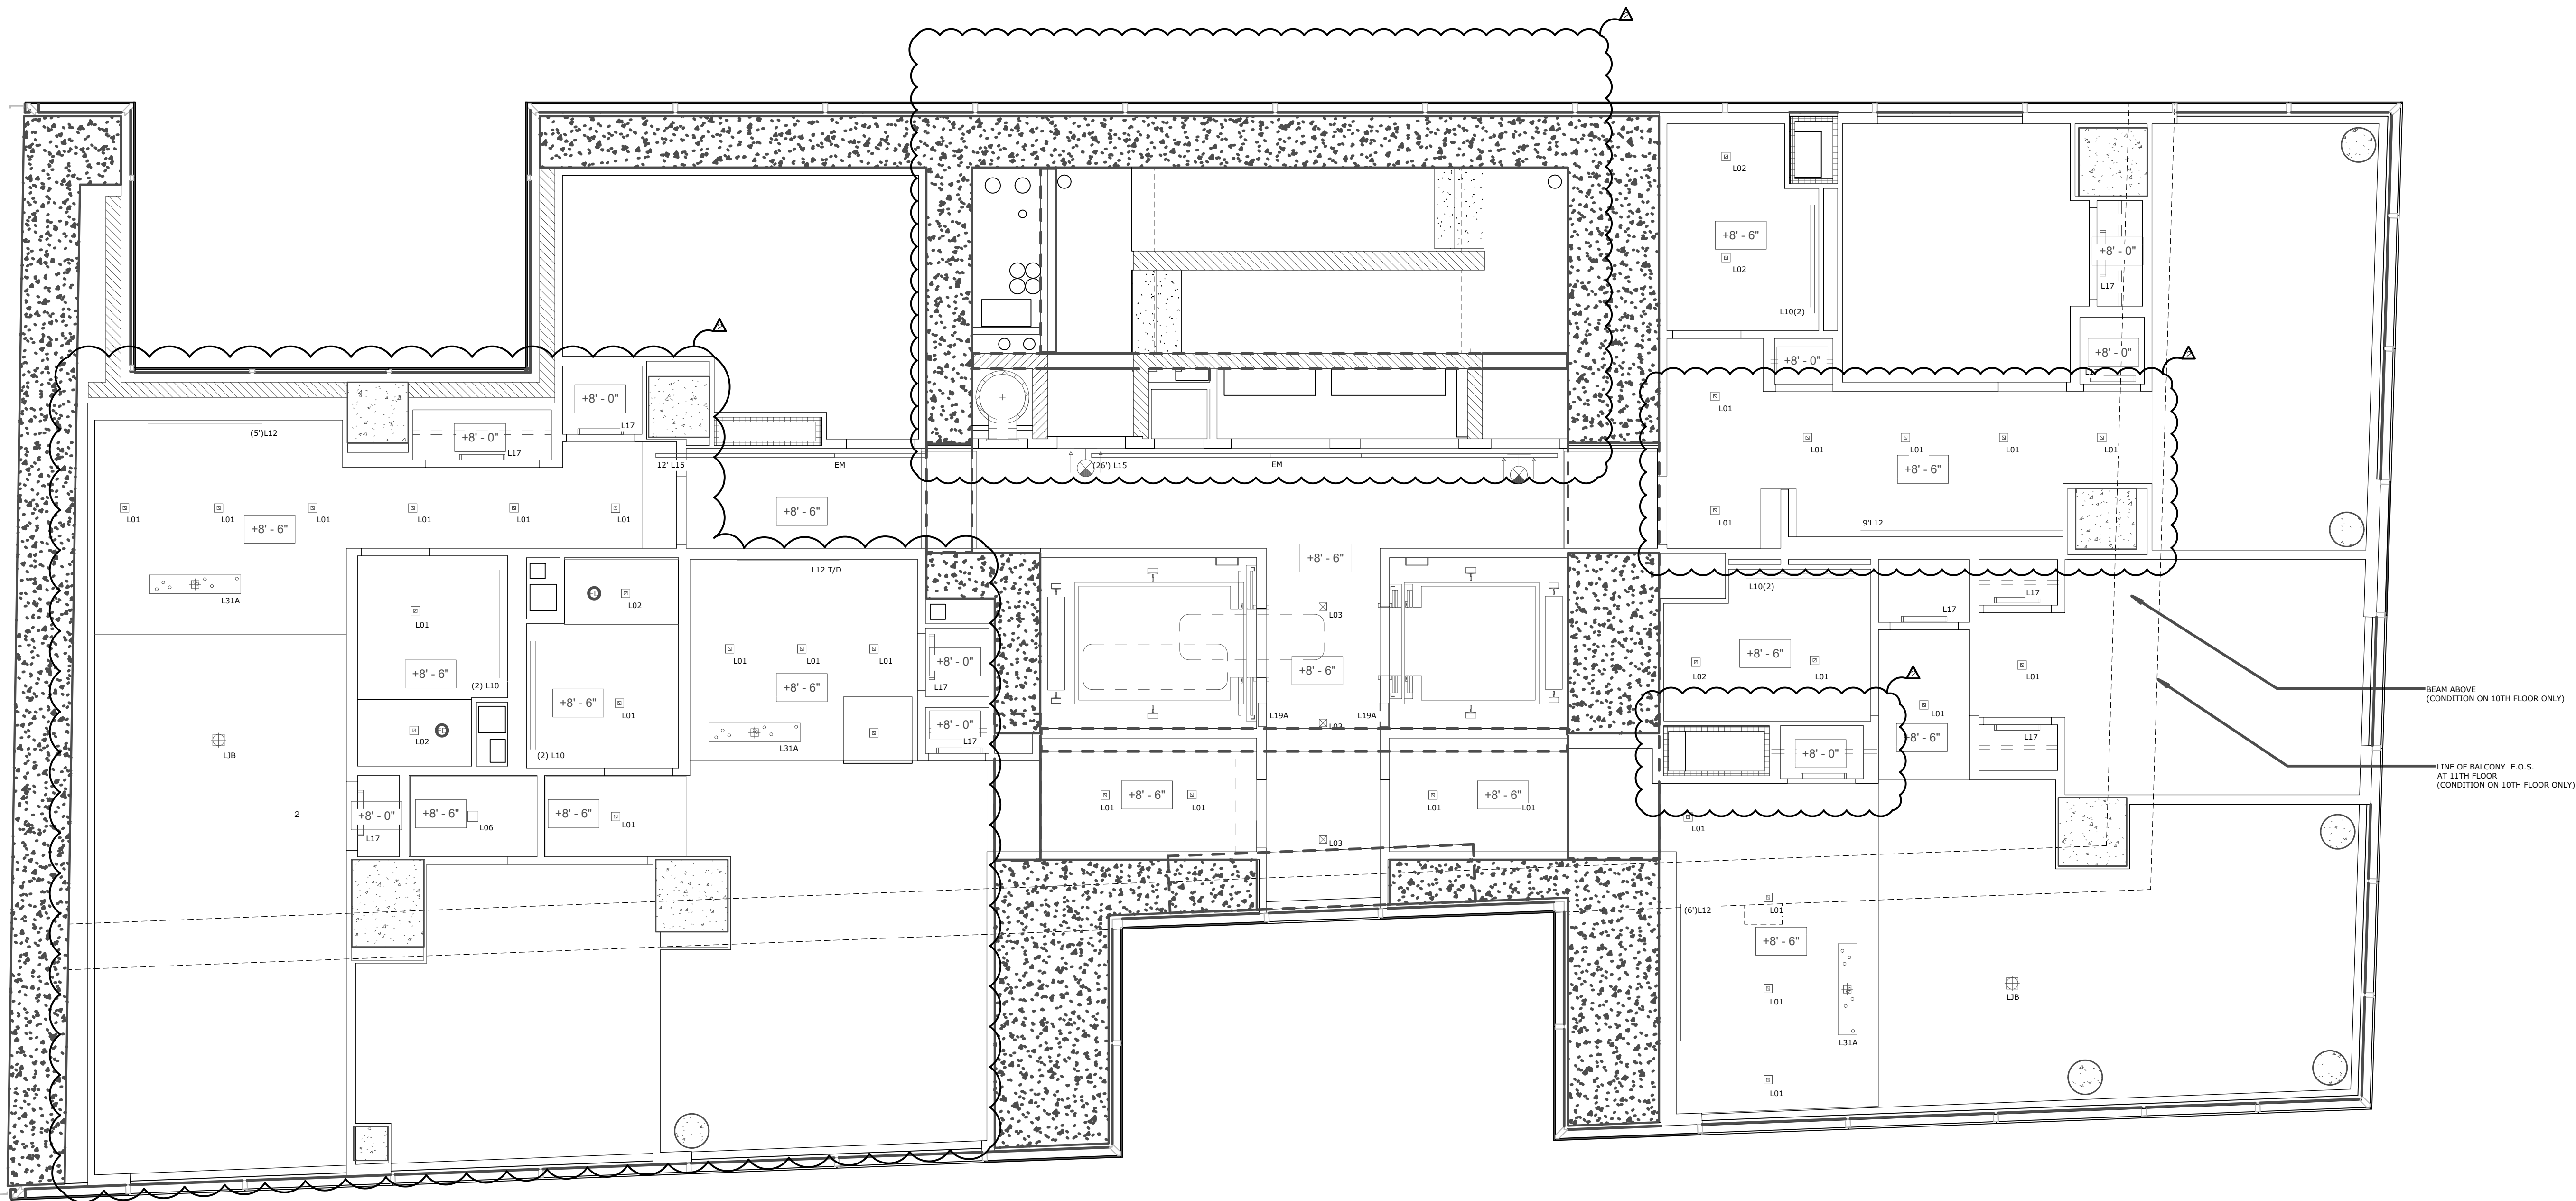 L02
+8' - 6"
L02
L10(2)
+8' - 0"
L17
+8' - 0"
+8' - 0"
+8' - 0"
L17
+8' - 0"
L17
(5')L12
12' L15
EM
(26') L15
EM
L01
L01
L01
L01
L01
+8' - 6"
L01
9'L12
L01
L01
L01
L01
L01
L01
+8' - 6"
+8' - 6"
+8' - 6"
L31A
L01
L02
L12 T/D
L03
L10(2)
L17
L17
+8' - 6"
(2) L10
+8' - 6"
L01
(2) L10
L01
L01
L01
+8' - 6"
L31A
+8' - 0"
L17
+8' - 0"
L17
+8' - 6"
L19A
L19A
L03
+8' - 6"
L02
L01
L01
L01
+8' - 6"
L17
+8' - 0"
BEAM ABOVE
(CONDITION ON 10TH FLOOR ONLY)
LINE OF BALCONY E.O.S.
AT 11TH FLOOR
(CONDITION ON 10TH FLOOR ONLY)
LJB
L02
2
+8' - 0"
L17
+8' - 6"
L06
+8' - 6"
L01
L01
+8' - 6"
L01
L03
L01
+8' - 6"
L01
L01
(6')L12
L01
+8' - 6"
L01
L31A
LJB
L01